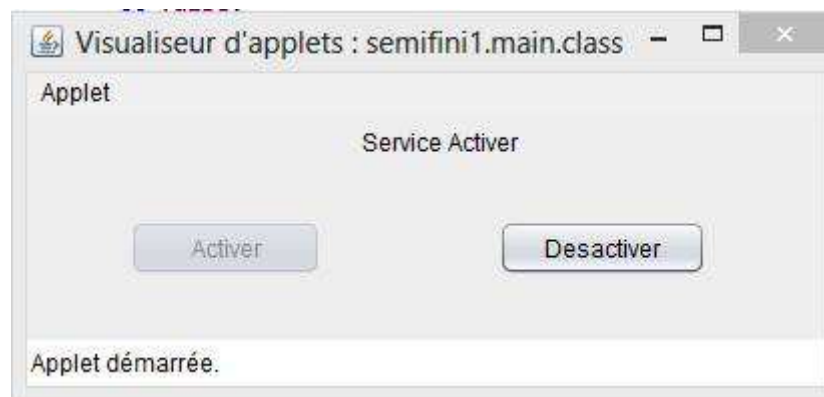 Visualiseur d'applets : semifini1.main.class
Applet
Service Activer
Activer Desactiver
Applet démarrée.